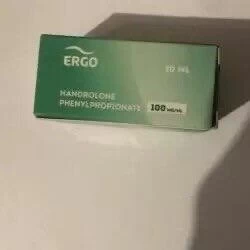 ERGO
10 ML
NANDROLONE
PHENYLPROPIONATE 100 MG/ML